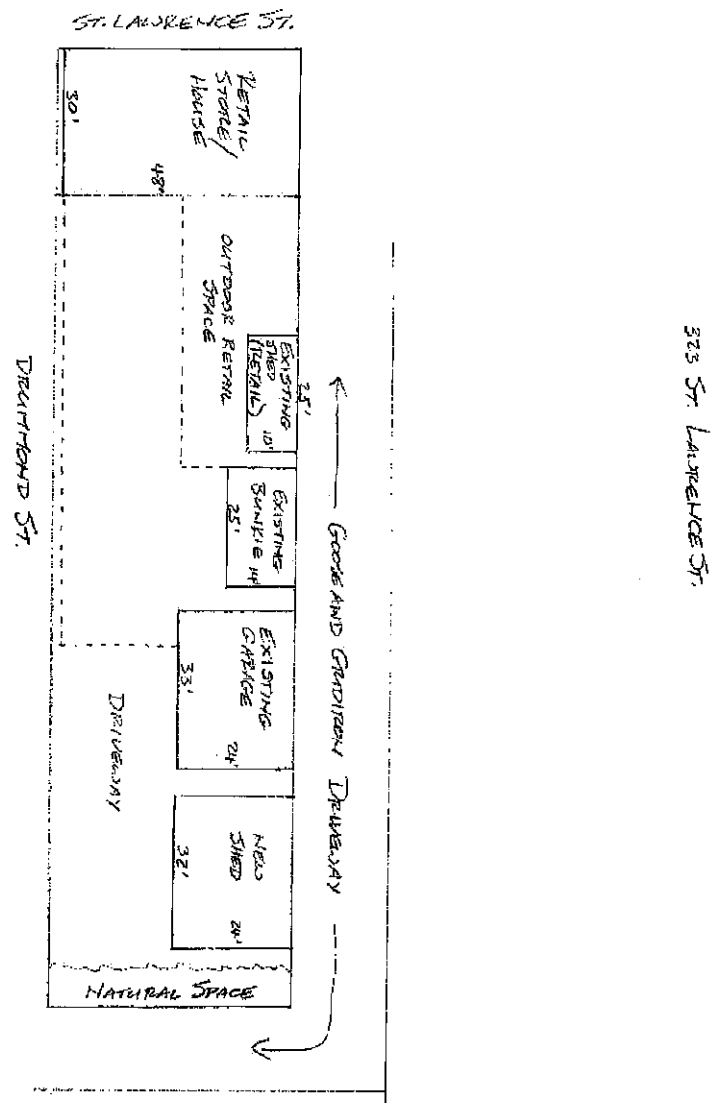 ST. LAWRENCE ST.
323 ST. LAWRENCE ST.
RETAIL
STORE/
HOUSE
30'
48'
OUTDOOR RETAIL
SPACE
EXISTING
SHED
(RETAIL)
25'
10'
EXISTING
BUNKIE
25'
14'
EXISTING
GARAGE
33'
24'
NEW
SHED
32'
24'
DRIVEWAY
DRUMMOND ST.
GOOSE AND GRIDIRON DRIVEWAY
NATURAL SPACE